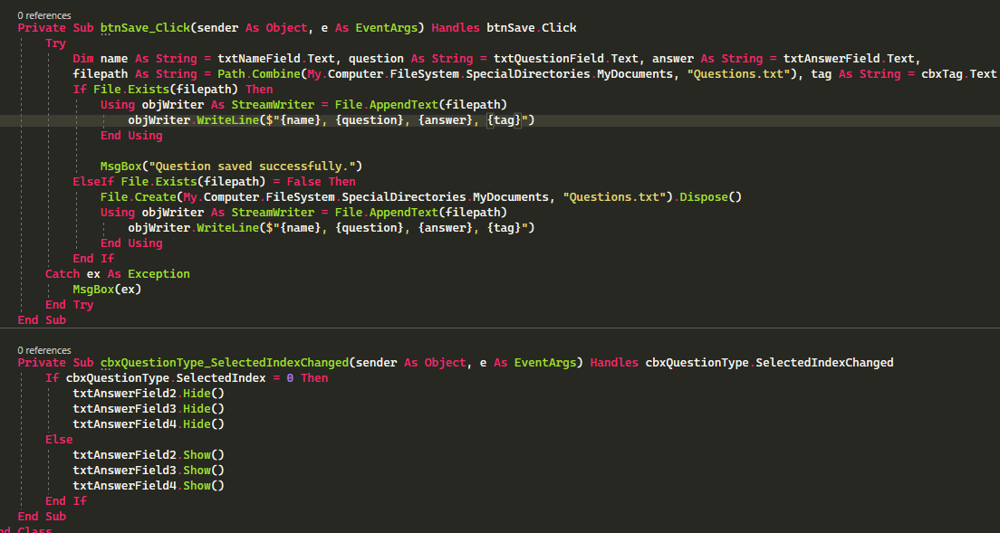 0 references
Private Sub btnSave_Click(sender As Object, e As EventArgs) Handles btnSave.Click
Try
Dim name As String = txtNameField.Text, question As String = txtQuestionField.Text, answer As String = txtAnswerField.Text,
filepath As String = Path.Combine(My.Computer.FileSystem.SpecialDirectories.MyDocuments, "Questions.txt"), tag As String = cbxTag.Text
If File.Exists(filepath) Then
Using objWriter As StreamWriter = File.AppendText(filepath)
objWriter.WriteLine($"{name}, {question}, {answer}, {tag}")
End Using
MsgBox("Question saved successfully.")
ElseIf File.Exists(filepath) = False Then
File.Create(My.Computer.FileSystem.SpecialDirectories.MyDocuments, "Questions.txt").Dispose()
Using objWriter As StreamWriter = File.AppendText(filepath)
objWriter.WriteLine($"{name}, {question}, {answer}, {tag}")
End Using
End If
Catch ex As Exception
MsgBox(ex)
End Try
End Sub
0 references
Private Sub cbxQuestionType_SelectedIndexChanged(sender As Object, e As EventArgs) Handles cbxQuestionType.SelectedIndexChanged
If cbxQuestionType.SelectedIndex = 0 Then
txtAnswerField2.Hide()
txtAnswerField3.Hide()
txtAnswerField4.Hide()
Else
txtAnswerField2.Show()
txtAnswerField3.Show()
txtAnswerField4.Show()
End If
End Sub
nd Class